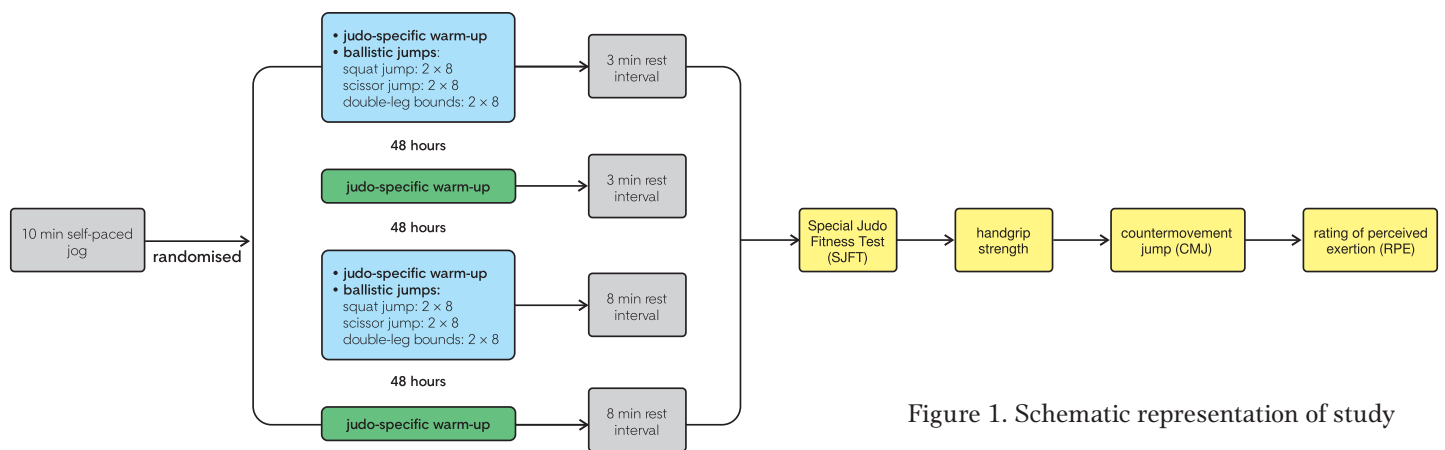 10 min self-paced
jog
randomised
• judo-specific warm-up
• ballistic jumps:
squat jump: 2 × 8
scissor jump: 2 × 8
double-leg bounds: 2 × 8
3 min rest
interval
48 hours
judo-specific warm-up
3 min rest
interval
48 hours
• judo-specific warm-up
• ballistic jumps:
squat jump: 2 × 8
scissor jump: 2 × 8
double-leg bounds: 2 × 8
8 min rest
interval
48 hours
judo-specific warm-up
8 min rest
interval
Special Judo
Fitness Test
(SJFT)
handgrip
strength
countermovement
jump (CMJ)
rating of perceived
exertion (RPE)
Figure 1. Schematic representation of study